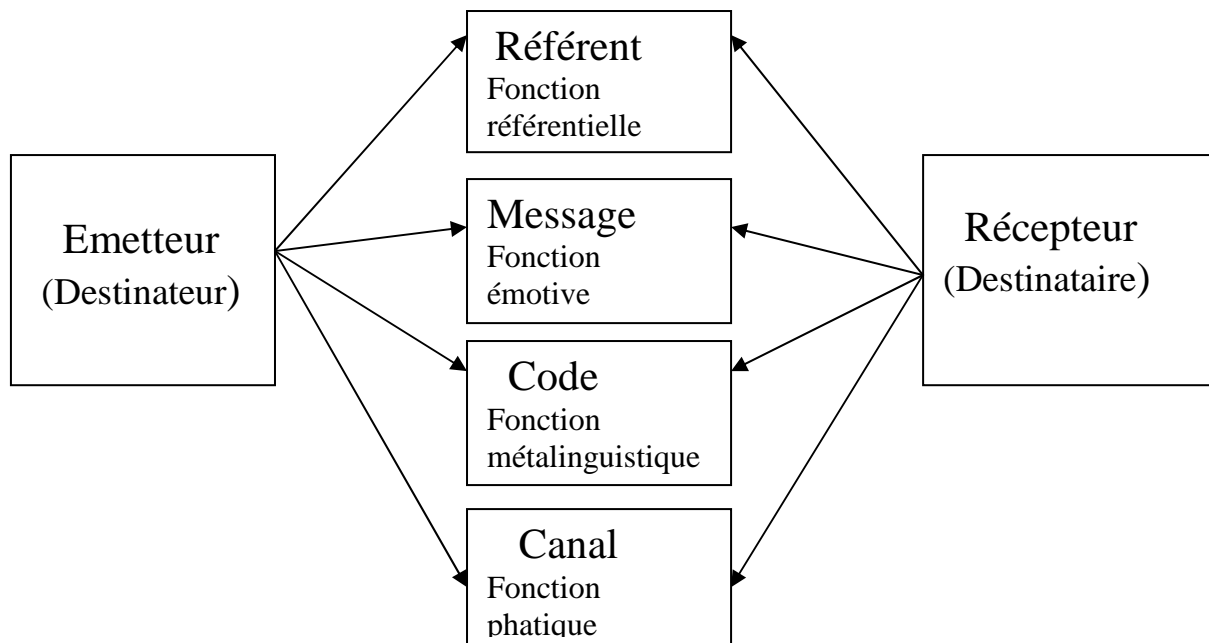 Référent
Fonction
référentielle
Emetteur
(Destinateur)
Message
Fonction
émotive
Récepteur
(Destinataire)
Code
Fonction
métalinguistique
Canal
Fonction
phatique